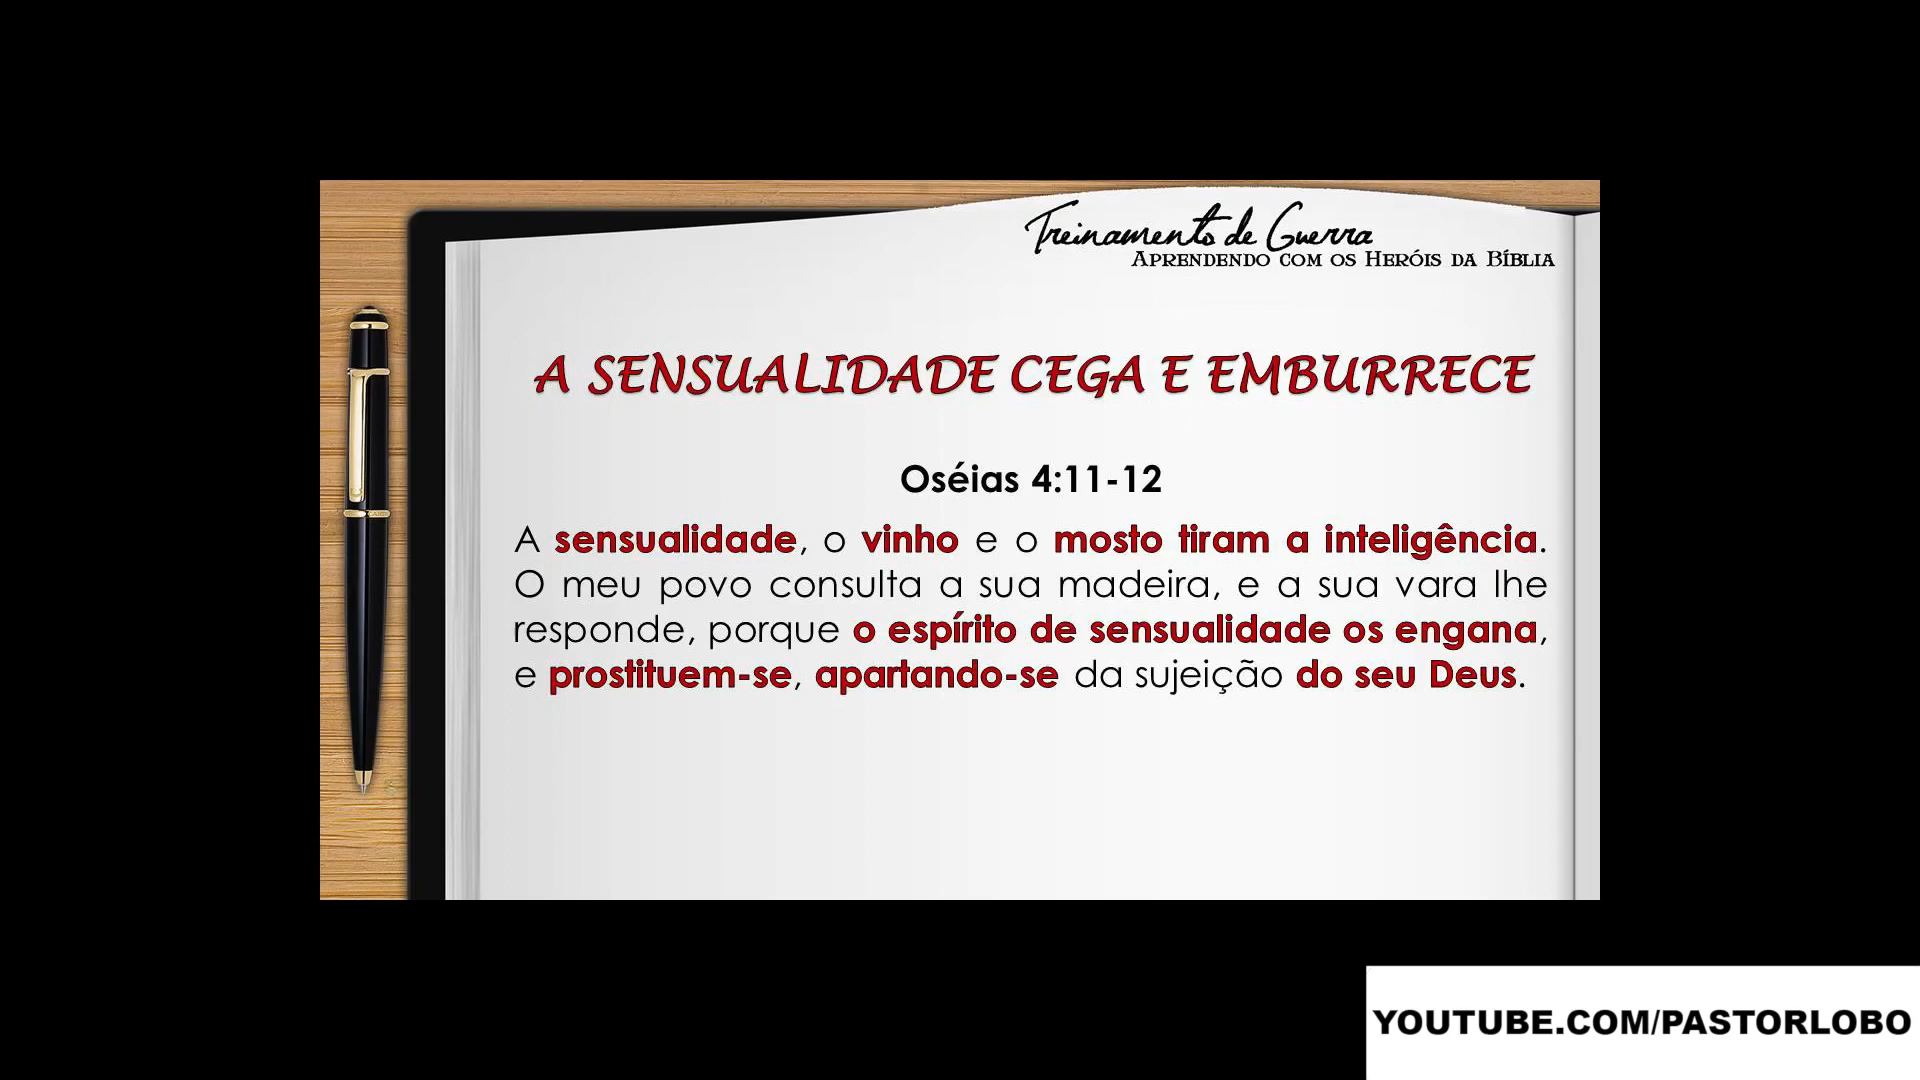 Treinamento de Guerra
Aprendendo com os Heróis da Bíblia
A SENSUALIDADE CEGA E EMBURRECE
Oséias 4:11-12
A sensualidade, o vinho e o mosto tiram a inteligência.
O meu povo consulta a sua madeira, e a sua vara lhe
responde, porque o espírito de sensualidade os engana,
e prostituem-se, apartando-se da sujeição do seu Deus.
YOUTUBE.COM/PASTORLOBO